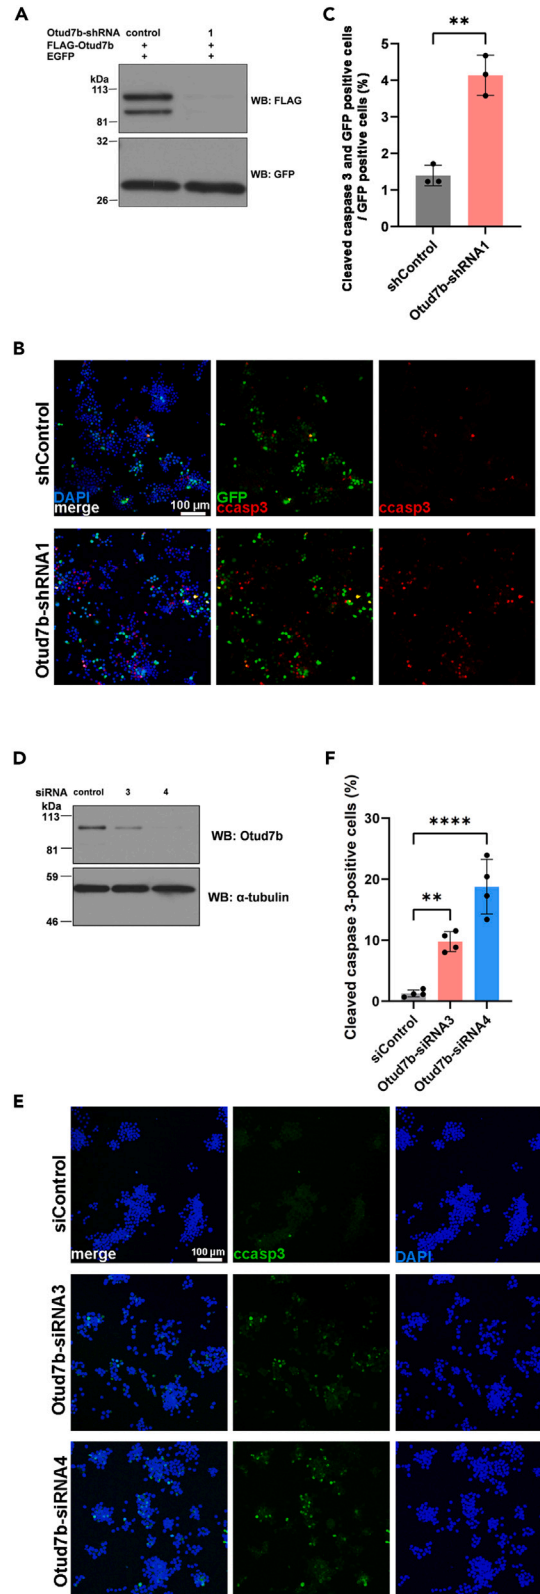 A
Otud7b-shRNA control 1
FLAG-Otud7b + +
EGFP + +
kDa
113
81
WB: FLAG
32
26
WB: GFP
C
**
Cleaved caspase 3 and GFP positive cells
/ GFP positive cells (%)
5
4
3
2
1
0
shControl
Otud7b-shRNA1
B
shControl
DAPI
merge
100 µm
GFP
ccasp3
ccasp3
Otud7b-shRNA1
D
siRNA control 3 4
kDa
113
81
WB: Otud7b
59
46
WB: α-tubulin
F
****
**
Cleaved caspase 3-positive cells (%)
30
20
10
0
siControl
Otud7b-siRNA3
Otud7b-siRNA4
E
siControl
merge
100 µm
ccasp3
DAPI
Otud7b-siRNA3
Otud7b-siRNA4